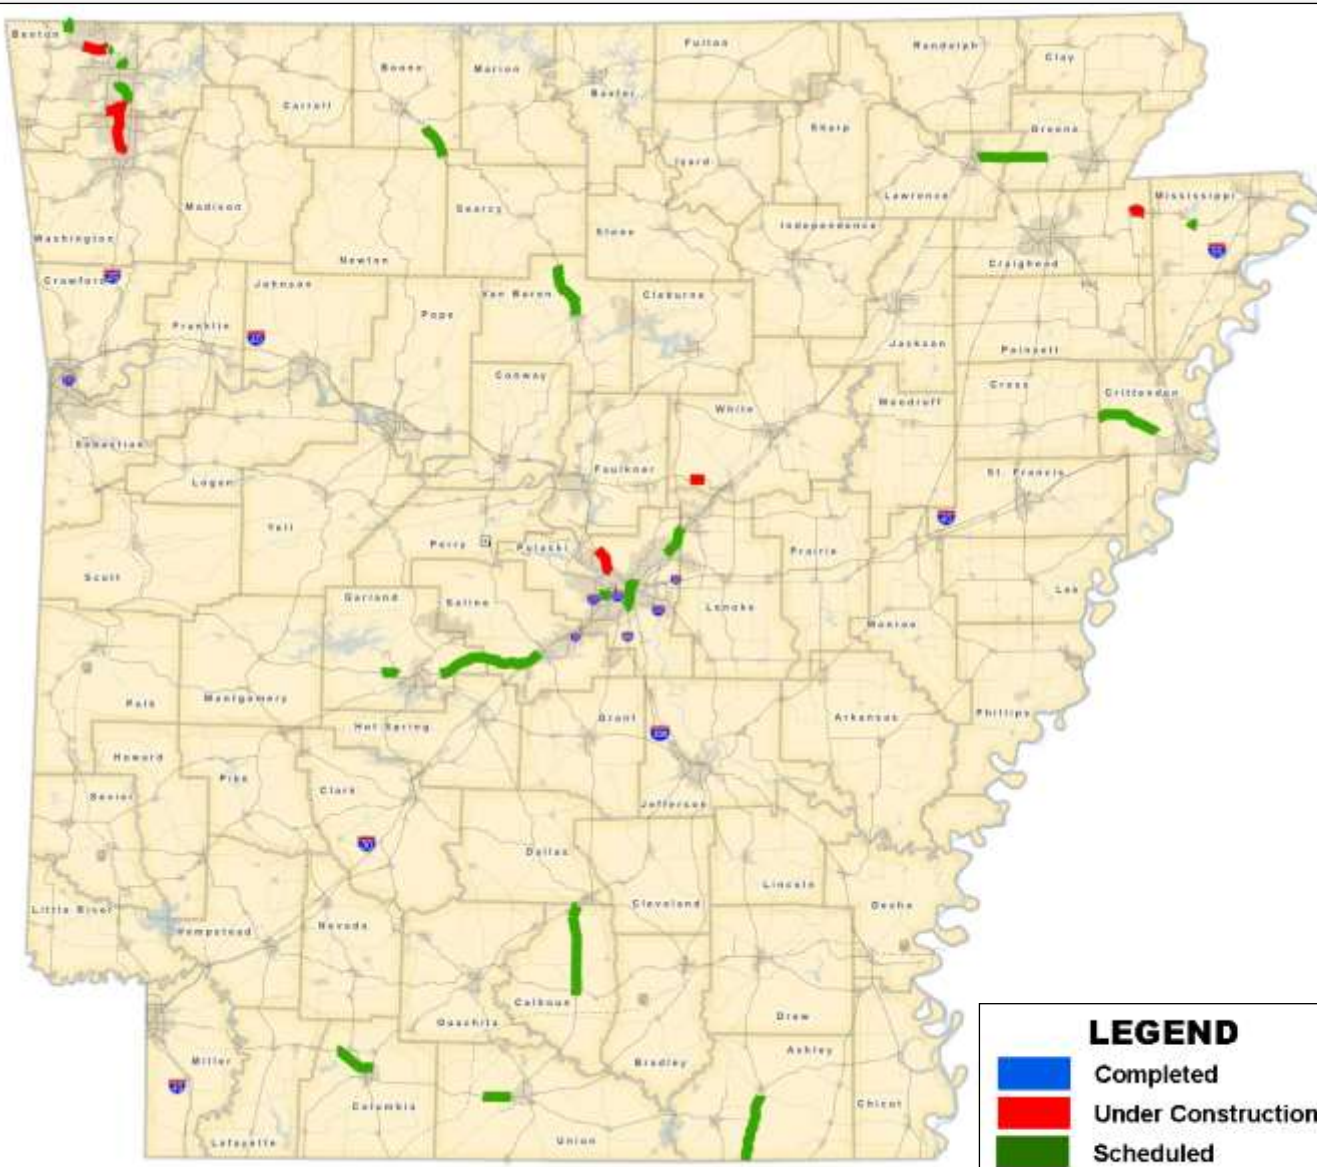 Benton
Boone
Marion
Fulton
Randolph
Clay
Baxter
Carroll
Sharp
Greene
Izard
Lawrence
Mississippi
Madison
Searcy
Stone
Independence
Washington
Newton
Craighead
Crawford
Johnson
Van Buren
Cleburne
Franklin
Pope
Jackson
Poinsett
Conway
Cross
Crittenden
White
Woodruff
Sebastian
Logan
Faulkner
St. Francis
Yell
40
Perry
Pulaski
Prairie
Scott
Garland
Saline
Lonoke
Lee
Monroe
Polk
Montgomery
Hot Spring
Grant
Arkansas
Phillips
Howard
Pike
Clark
Sevier
Jefferson
30
Dallas
Lincoln
Little River
Cleveland
Desha
Hempstead
Nevada
Calhoun
Ouachita
Drew
Miller
Bradley
Ashley
Columbia
Chicot
Lafayette
Union
LEGEND
Completed
Under Construction
Scheduled